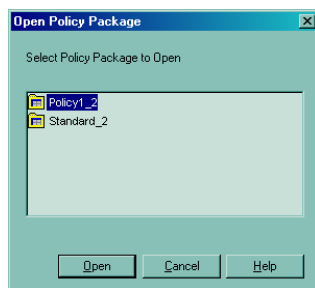 Open Policy Package
Select Policy Package to Open
Policy1_2
Standard_2
Open Cancel Help